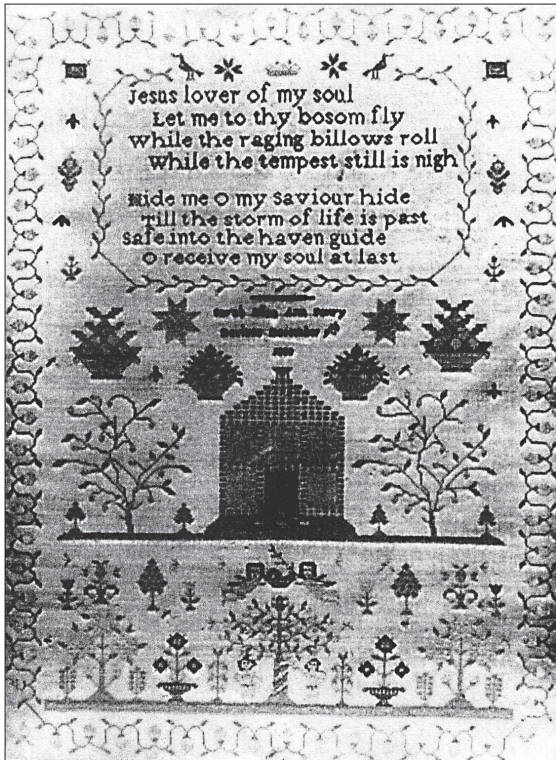 Jesus lover of my soul
Let me to thy bosom fly
While the raging billows roll
While the tempest still is nigh
Hide me O my Saviour hide
Till the storm of life is past
Safe into the haven guide
O receive my soul at last
Ann